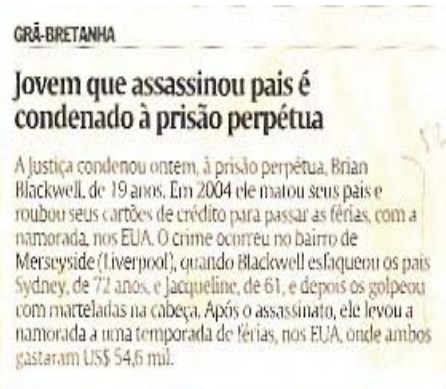 GRÃ-BRETANHA
Jovem que assassinou pais é
condenado à prisão perpétua
A Justiça condenou ontem, à prisão perpétua, Brian
Blackwell, de 19 anos. Em 2004 ele matou seus pais e
roubou seus cartões de crédito para passar as férias, com a
namorada, nos EUA. O crime ocorreu no bairro de
Merseyside (Liverpool), quando Blackwell esfaqueou os pais
Sydney, de 72 anos, e Jacqueline, de 61, e depois os golpeou
com marteladas na cabeça. Após o assassinato, ele levou a
namorada a uma temporada de férias, nos EUA, onde ambos
gastaram US$ 54,6 mil.